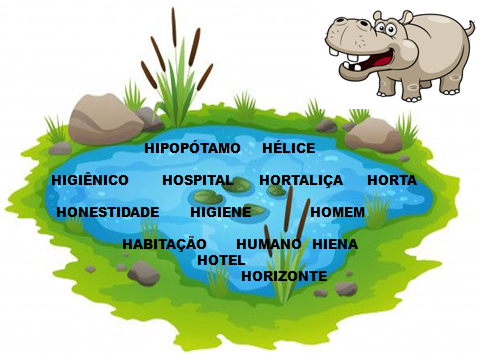 HIPOPÓTAMO HÉLICE
HIGIÊNICO HOSPITAL HORTALIÇA HORTA
HONESTIDADE HIGIENE HOMEM
HABITAÇÃO HUMANO HIENA
HOTEL
HORIZONTE